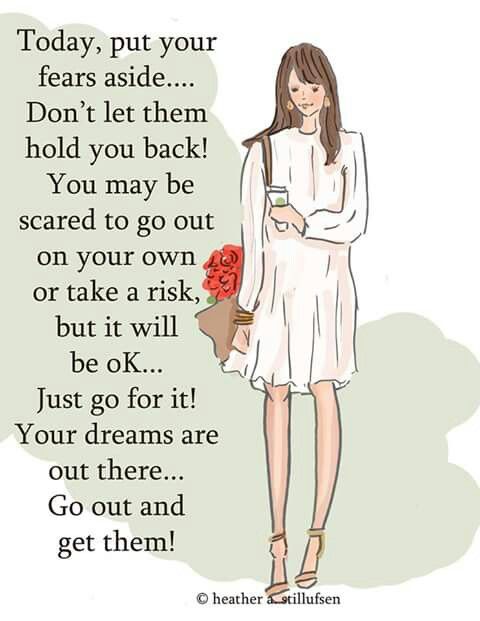 Today, put your
fears aside....
Don't let them
hold you back!
You may be
scared to go out
on your own
or take a risk,
but it will
be oK...
Just go for it!
Your dreams are
out there...
Go out and
get them!
© heather a. stillufsen